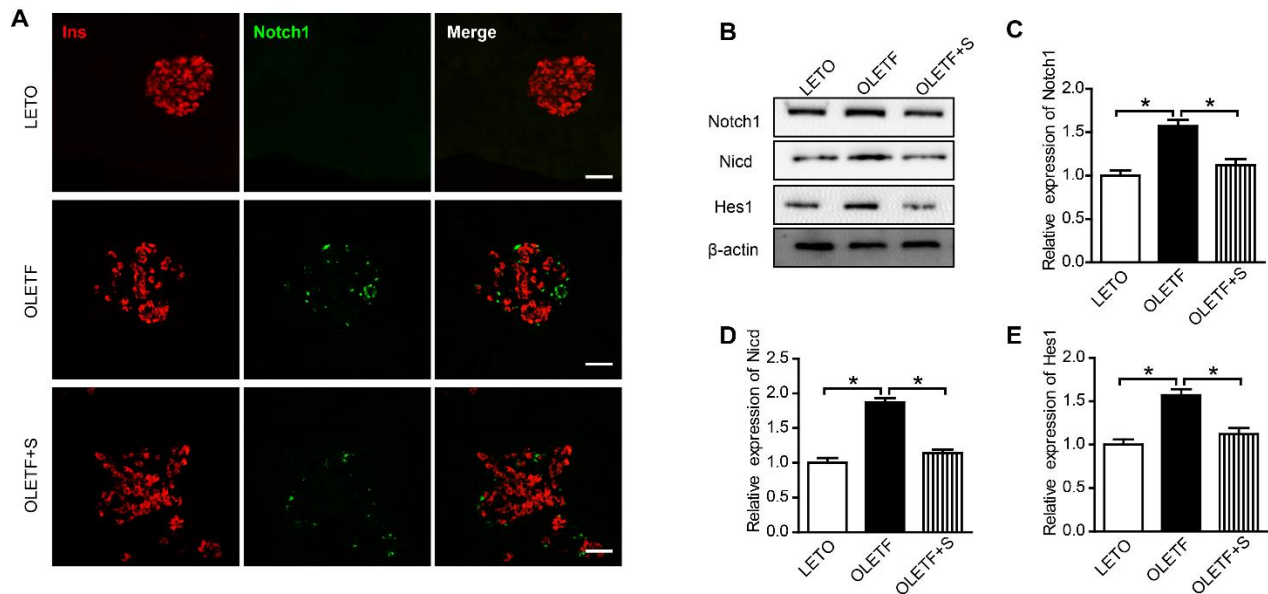 A
Ins
Notch1
Merge
LETO
OLETF
OLETF+S
B
LETO
OLETF
OLETF+S
Notch1
Nicd
Hes1
β-actin
C
Relative expression of Notch1
2.0
1.5
1.0
0.5
0.0
*
*
LETO
OLETF
OLETF+S
D
Relative expression of Nicd
2.5
2.0
1.5
1.0
0.5
0.0
*
*
LETO
OLETF
OLETF+S
E
Relative expression of Hes1
2.0
1.5
1.0
0.5
0.0
*
*
LETO
OLETF
OLETF+S